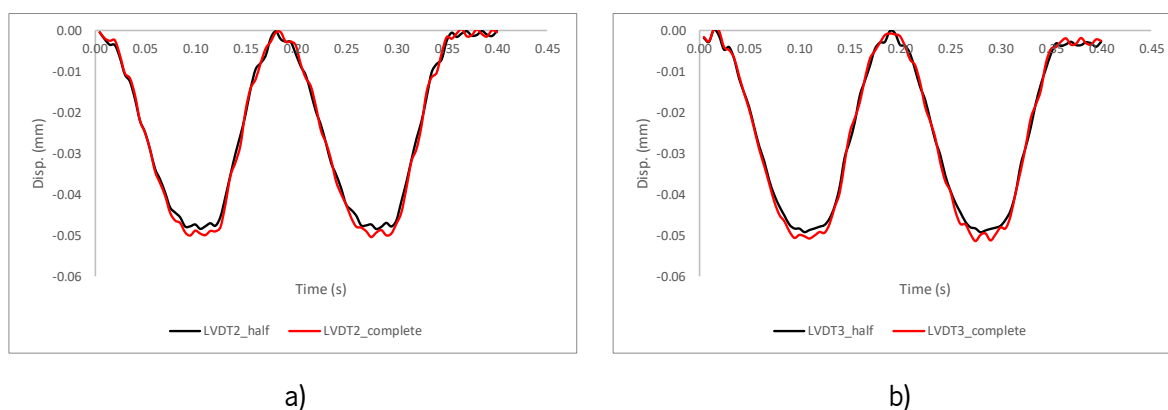 0.00
0.00 0.05 0.10 0.15 0.20 0.25 0.30 0.35 0.40 0.45
-0.01
-0.02
-0.03
-0.04
-0.05
-0.06
Disp. (mm)
Time (s)
LVDT2_half LVDT2_complete
a)
0.00
0.00 0.05 0.10 0.15 0.20 0.25 0.30 0.35 0.40 0.45
-0.01
-0.02
-0.03
-0.04
-0.05
-0.06
Disp. (mm)
Time (s)
LVDT3_half LVDT3_complete
b)